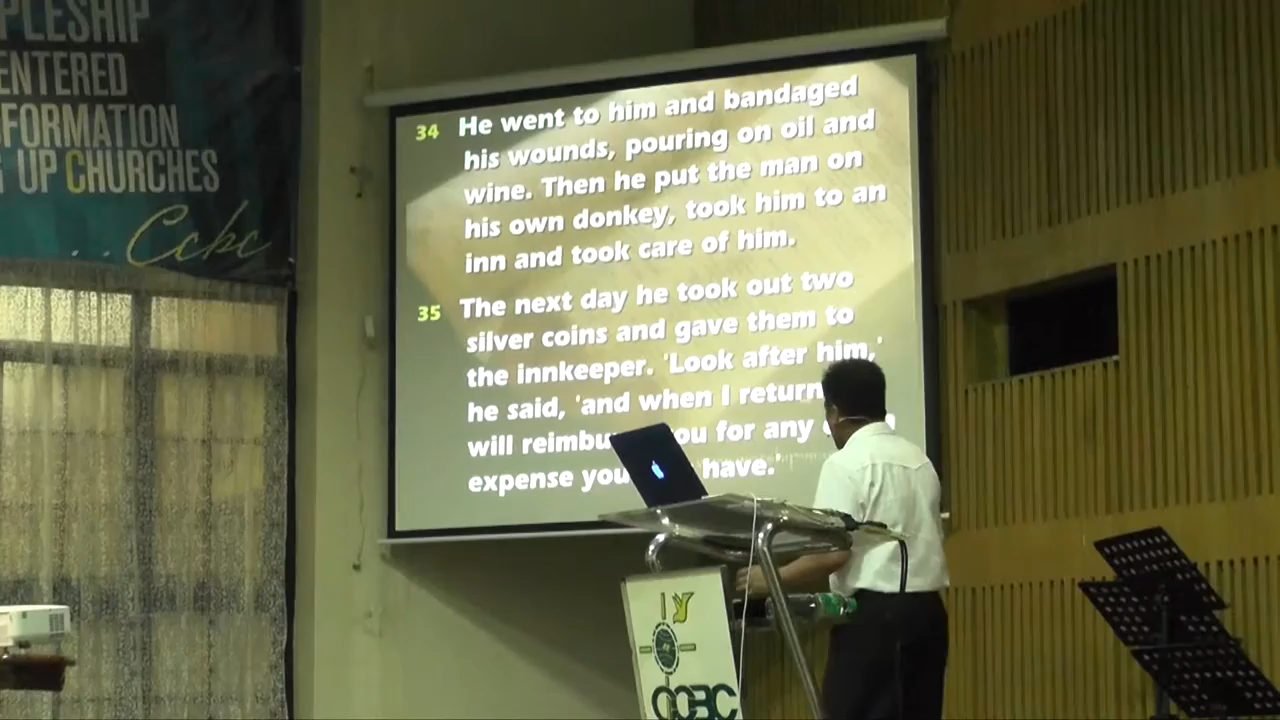 PLESHIP
ENTERED
FORMATION
UP CHURCHES
... Ccbc
34 He went to him and bandaged
his wounds, pouring on oil and
wine. Then he put the man on
his own donkey, took him to an
inn and took care of him.
35 The next day he took out two
silver coins and gave them to
the innkeeper. 'Look after him,'
he said, 'and when I return
will reimbu ou for any
expense you have.'
CCBC